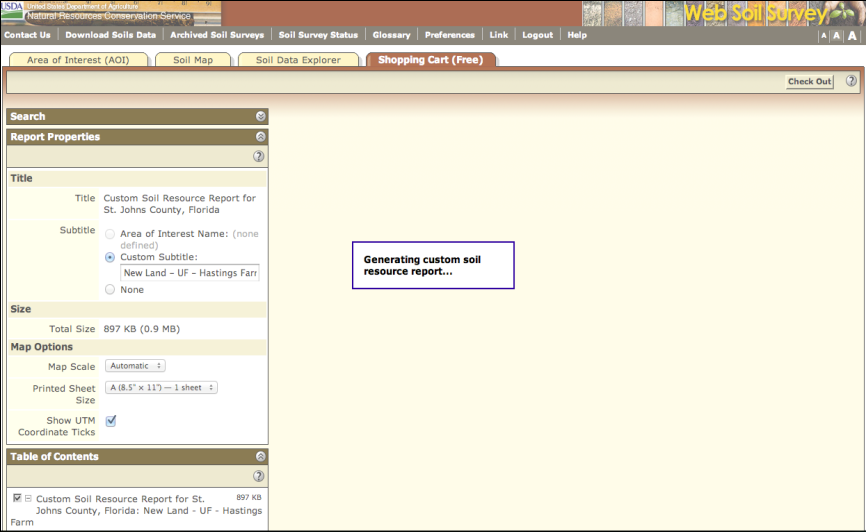 USDA United States Department of Agriculture
Natural Resources Conservation Service
Web Soil Survey
Contact Us | Download Soils Data | Archived Soil Surveys | Soil Survey Status | Glossary | Preferences | Link | Logout | Help
A A A
Area of Interest (AOI) Soil Map Soil Data Explorer Shopping Cart (Free)
Check Out ?
Search
Report Properties
?
Title
Title Custom Soil Resource Report for
St. Johns County, Florida
Subtitle Area of Interest Name: (none
defined)
Custom Subtitle:
New Land – UF – Hastings Farr
None
Size
Total Size 897 KB (0.9 MB)
Map Options
Map Scale Automatic
Printed Sheet A (8.5" × 11") — 1 sheet
Size
Show UTM
Coordinate Ticks
Table of Contents
?
Custom Soil Resource Report for St. 897 KB
Johns County, Florida: New Land - UF - Hastings
Farm
Generating custom soil
resource report...